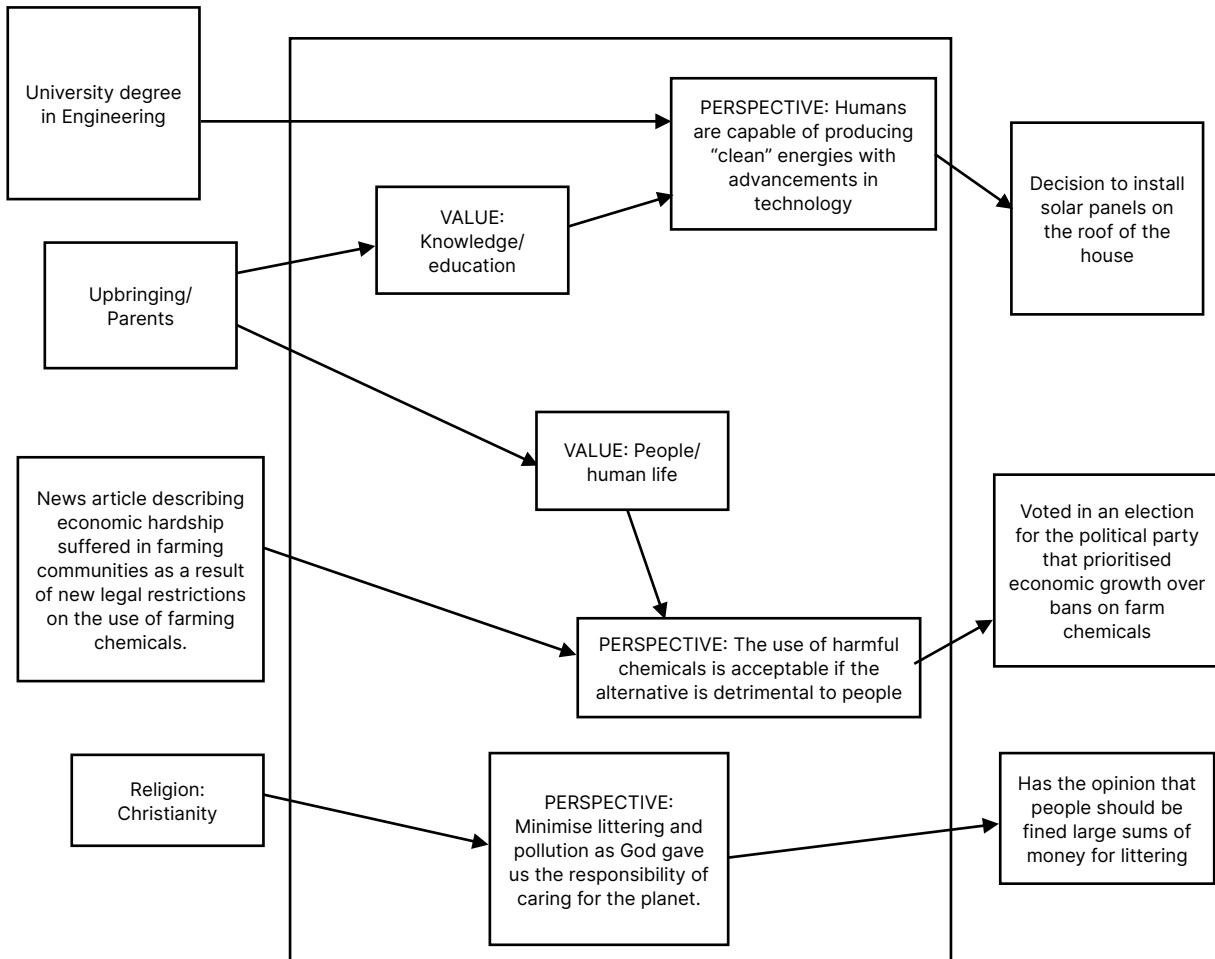 University degree
in Engineering
PERSPECTIVE: Humans
are capable of producing
“clean” energies with
advancements in
technology
Decision to install
solar panels on
the roof of the
house
VALUE:
Knowledge/
education
Upbringing/
Parents
VALUE: People/
human life
News article describing
economic hardship
suffered in farming
communities as a result
of new legal restrictions
on the use of farming
chemicals.
Voted in an election
for the political party
that prioritised
economic growth over
bans on farm
chemicals
PERSPECTIVE: The use of harmful
chemicals is acceptable if the
alternative is detrimental to people
Religion:
Christianity
PERSPECTIVE:
Minimise littering and
pollution as God gave
us the responsibility of
caring for the planet.
Has the opinion that
people should be
fined large sums of
money for littering